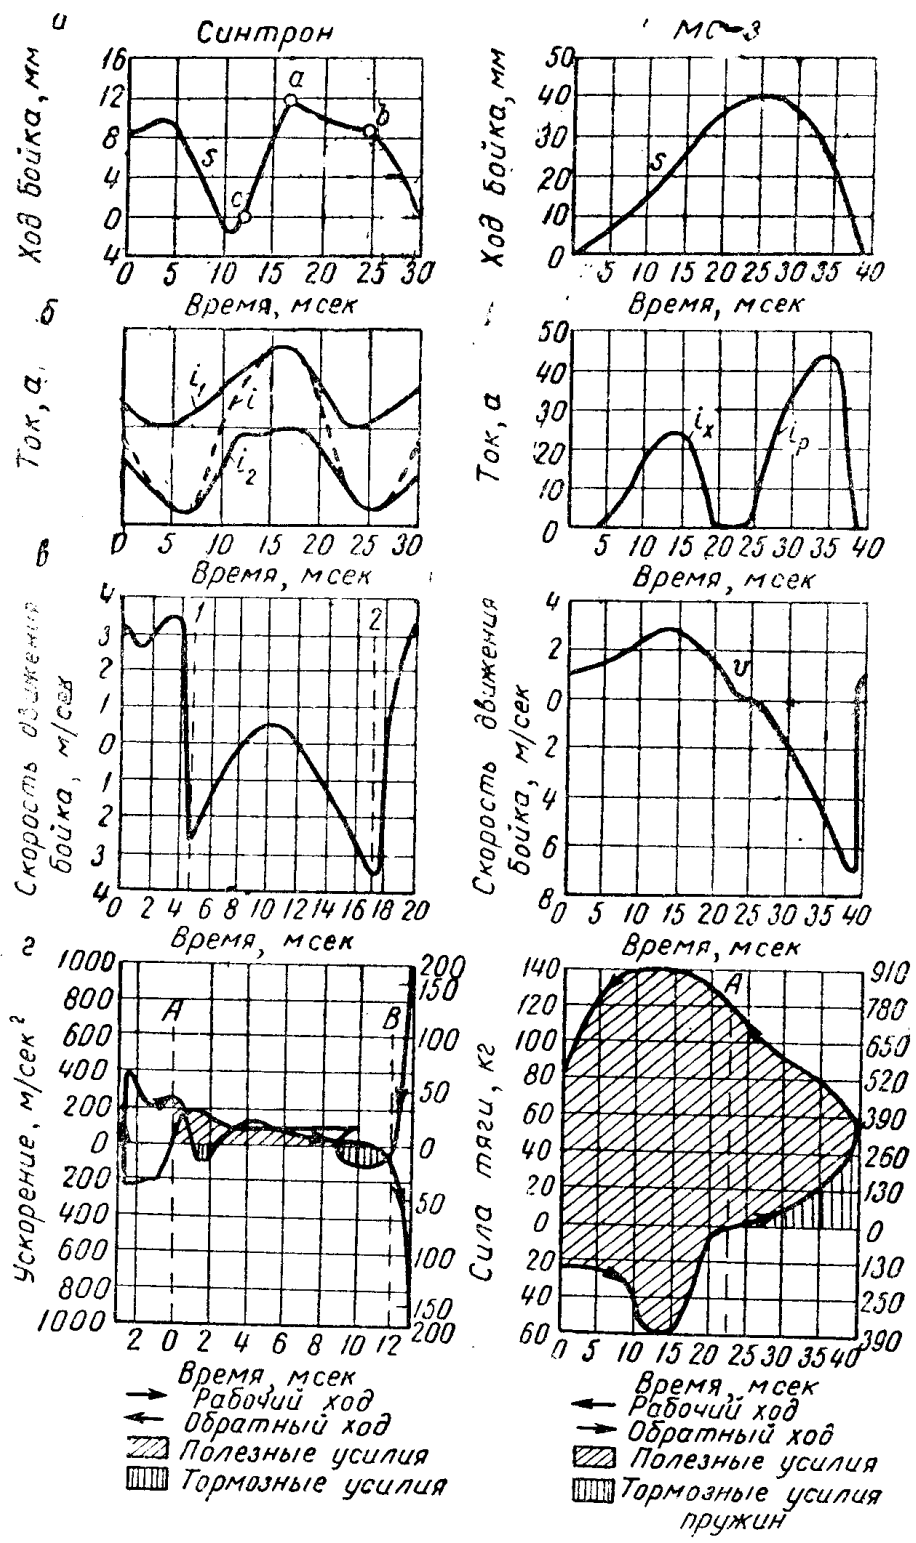 а
Синтрон
Ход бойка, мм
16
12
8
4
0
4
s
a
b
c
0 5 10 15 20 25 30
Время, мсек
МС-3
Ход бойка, мм
50
40
30
20
10
0
s
5 10 15 20 25 30 35 40
Время, мсек
б
Ток, а
i₁
i
i₂
0 5 10 15 20 25 30
Время, мсек
Ток, а
50
40
30
20
10
0
iₓ
iₚ
5 10 15 20 25 30 35 40
Время, мсек
в
Скорость движения
бойка, м/сек
4
3
2
1
0
1
2
3
4
1
2
0 2 4 6 8 10 12 14 16 18 20
Время, мсек
Скорость движения
бойка, м/сек
4
2
0
2
4
6
8
v
0 5 10 15 20 25 30 35 40
Время, мсек
г
Ускорение, м/сек²
1000
800
600
400
200
0
200
400
600
800
1000
A
B
200
150
100
50
0
50
100
150
200
2 0 2 4 6 8 10 12
Время, мсек
Рабочий ход
Обратный ход
Полезные усилия
Тормозные усилия
Сила тяги, кг
140
120
100
80
60
40
20
0
20
40
60
A
910
780
650
520
390
260
130
0
130
250
390
0 5 10 15 20 25 30 35 40
Время, мсек
Рабочий ход
Обратный ход
Полезные усилия
Тормозные усилия
пружин